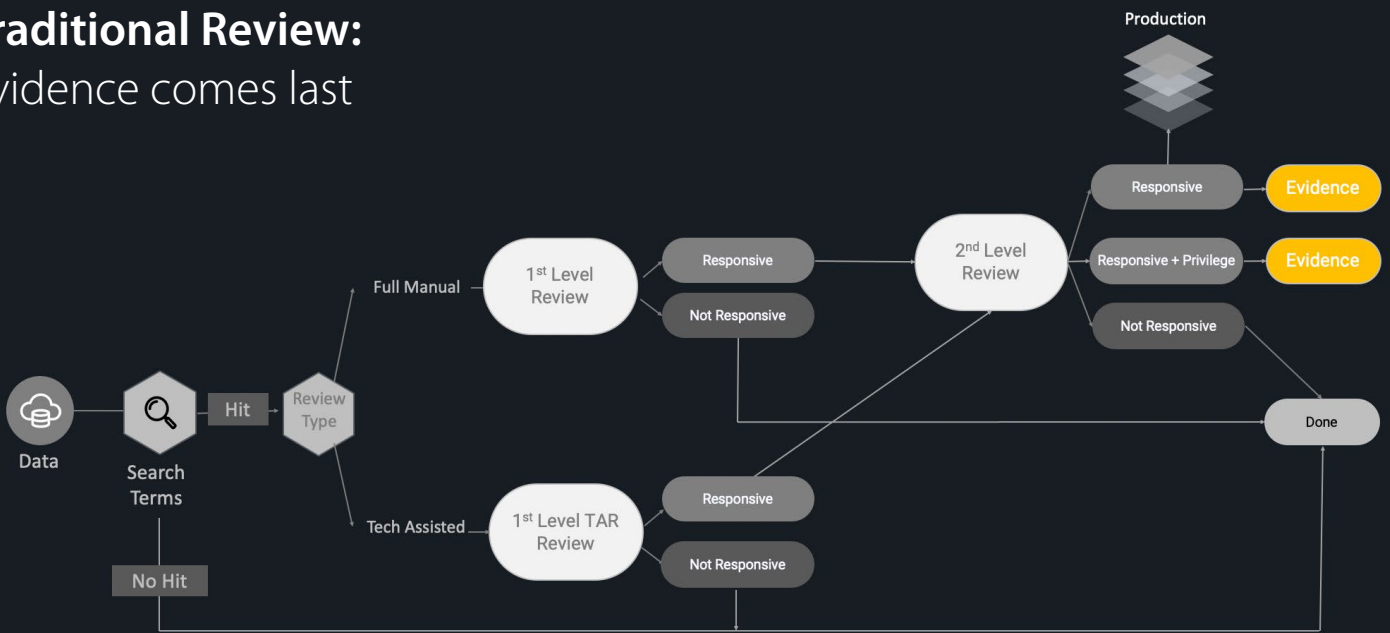 raditional Review:
vidence comes last
Production
Responsive
Evidence
2nd Level
Review
Responsive + Privilege
Evidence
Not Responsive
Full Manual
1st Level
Review
Responsive
Not Responsive
Data
Search
Terms
Hit
Review
Type
Done
Tech Assisted
1st Level TAR
Review
Responsive
Not Responsive
No Hit